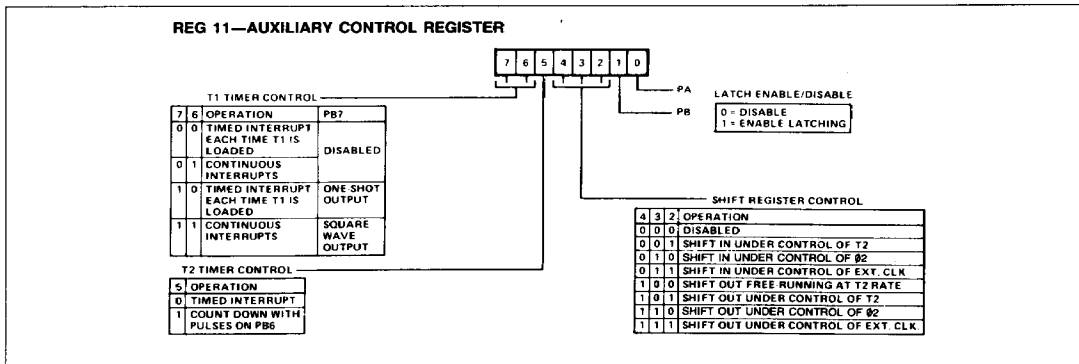 REG 11—AUXILIARY CONTROL REGISTER
7 6 5 4 3 2 1 0
PA
PB
LATCH ENABLE/DISABLE
0 = DISABLE
1 = ENABLE LATCHING
T1 TIMER CONTROL
7 6 OPERATION PB7
0 0 TIMED INTERRUPT
EACH TIME T1 IS
LOADED
DISABLED
0 1 CONTINUOUS
INTERRUPTS
1 0 TIMED INTERRUPT ONE-SHOT
EACH TIME T1 IS OUTPUT
LOADED
1 1 CONTINUOUS SQUARE
INTERRUPTS WAVE
OUTPUT
T2 TIMER CONTROL
5 OPERATION
0 TIMED INTERRUPT
1 COUNT DOWN WITH
PULSES ON PB6
SHIFT REGISTER CONTROL
4 3 2 OPERATION
0 0 0 DISABLED
0 0 1 SHIFT IN UNDER CONTROL OF T2
0 1 0 SHIFT IN UNDER CONTROL OF Ø2
0 1 1 SHIFT IN UNDER CONTROL OF EXT. CLK
1 0 0 SHIFT OUT FREE-RUNNING AT T2 RATE
1 0 1 SHIFT OUT UNDER CONTROL OF T2
1 1 0 SHIFT OUT UNDER CONTROL OF Ø2
1 1 1 SHIFT OUT UNDER CONTROL OF EXT. CLK.